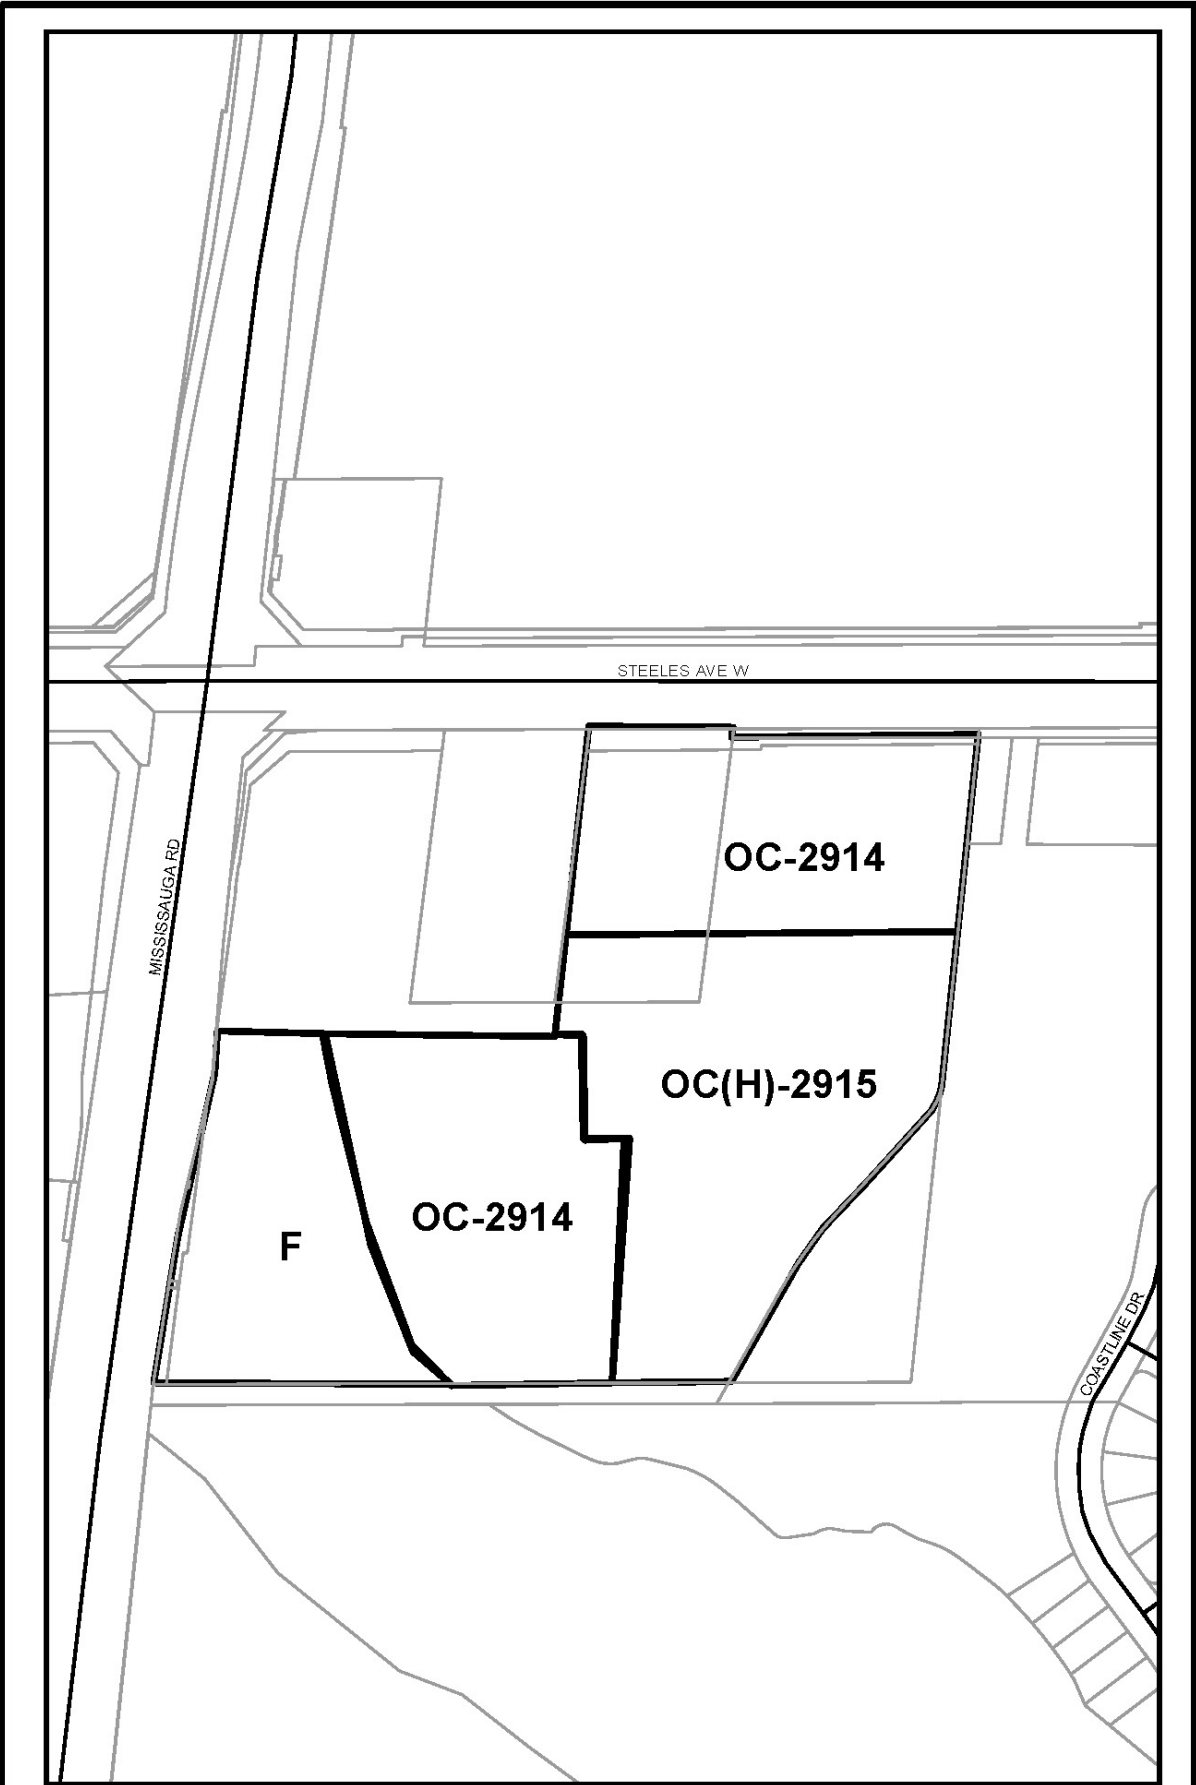 STEELES AVE W
OC-2914
MISSISSAUGA RD
OC(H)-2915
OC-2914
F
COASTLINE DR